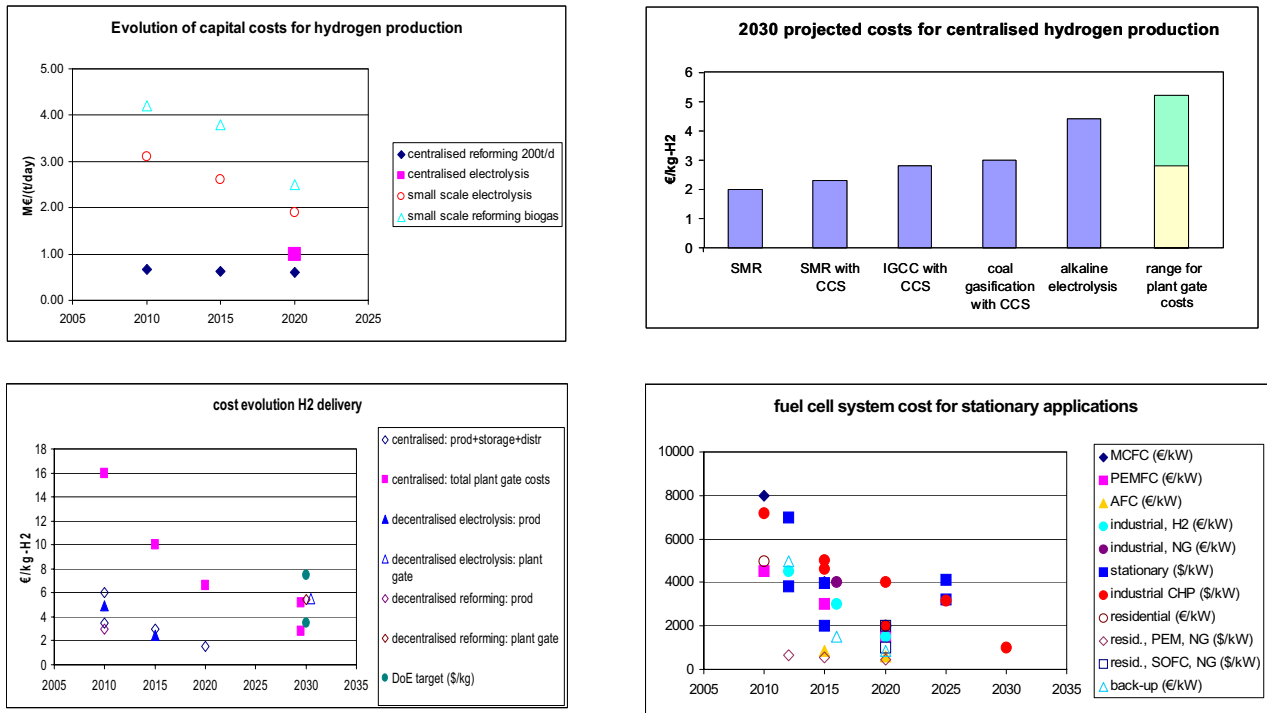 Evolution of capital costs for hydrogen production
M€/(t/day)
5.00
4.00
3.00
2.00
1.00
0.00
2005
2010
2015
2020
2025
centralised reforming 200t/d
centralised electrolysis
small scale electrolysis
small scale reforming biogas
2030 projected costs for centralised hydrogen production
€/kg-H2
6
5
4
3
2
1
0
SMR
SMR with
CCS
IGCC with
CCS
coal
gasification
with CCS
alkaline
electrolysis
range for
plant gate
costs
cost evolution H2 delivery
€/kg-H2
18
16
14
12
10
8
6
4
2
0
2005
2010
2015
2020
2025
2030
2035
centralised: prod+storage+distr
centralised: total plant gate costs
decentralised electrolysis: prod
decentralised electrolysis: plant
gate
decentralised reforming: prod
decentralised reforming: plant gate
DoE target ($/kg)
fuel cell system cost for stationary applications
10000
8000
6000
4000
2000
0
2005
2010
2015
2020
2025
2030
2035
MCFC (€/kW)
PEMFC (€/kW)
AFC (€/kW)
industrial, H2 (€/kW)
industrial, NG (€/kW)
stationary ($/kW)
industrial CHP ($/kW)
residential (€/kW)
resid., PEM, NG ($/kW)
resid., SOFC, NG ($/kW)
back-up (€/kW)